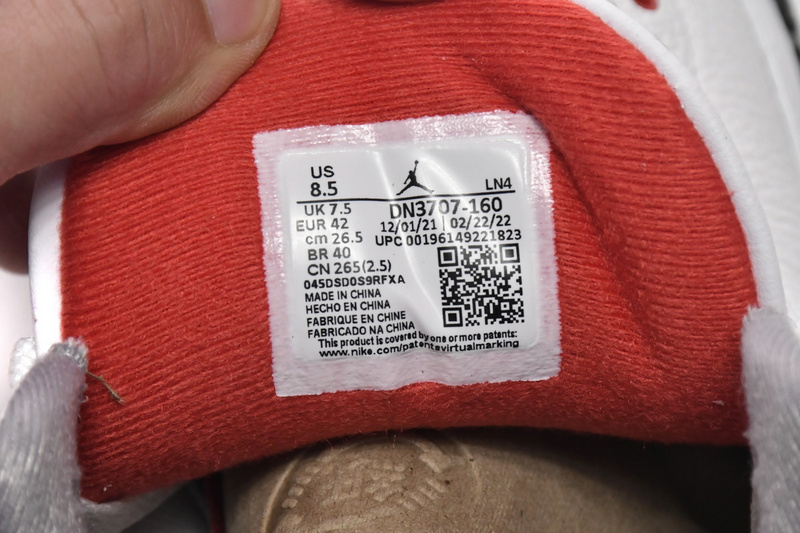 US
8.5
LN4
UK 7.5
DN3707-160
EUR 42
12/01/21 | 02/22/22
cm 26.5
UPC 00196149221823
BR 40
CN 265(2.5)
045DSD0S9RFXA
MADE IN CHINA
HECHO EN CHINA
FABRIQUE EN CHINE
FABRICADO NA CHINA
This product is covered by one or more patents:
www.nike.com/patentsvirtualmarking